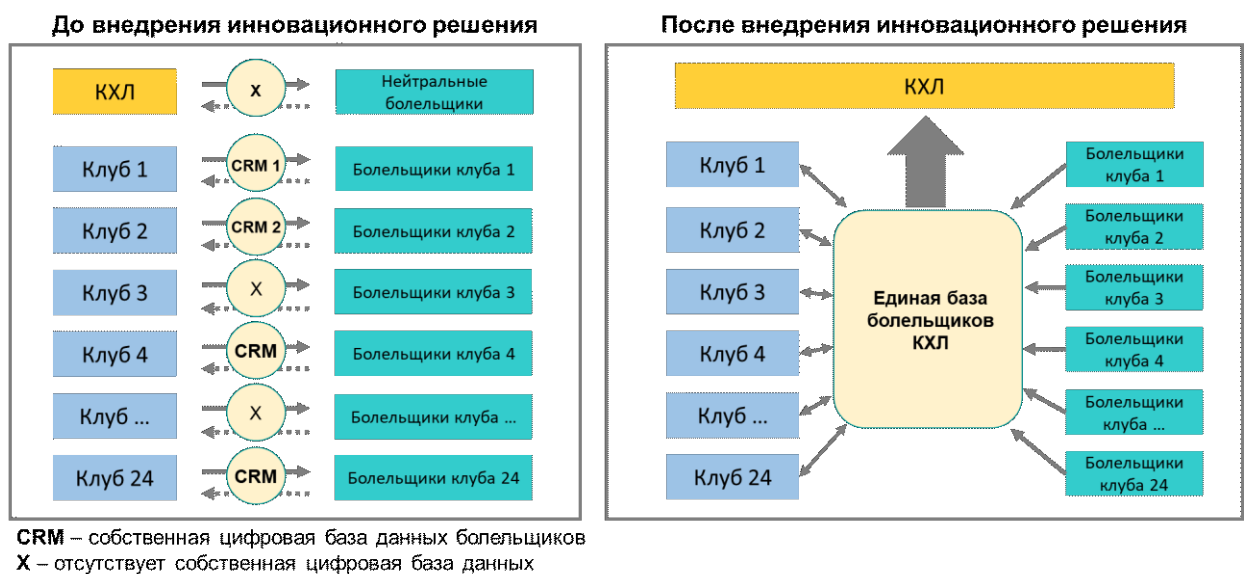 До внедрения инновационного решения
КХЛ
X
Нейтральные
болельщики
Клуб 1
CRM 1
Болельщики клуба 1
Клуб 2
CRM 2
Болельщики клуба 2
Клуб 3
X
Болельщики клуба 3
Клуб 4
CRM
Болельщики клуба 4
Клуб ...
X
Болельщики клуба ...
Клуб 24
CRM
Болельщики клуба 24
CRM – собственная цифровая база данных болельщиков
X – отсутствует собственная цифровая база данных
После внедрения инновационного решения
КХЛ
Клуб 1
Клуб 2
Клуб 3
Клуб 4
Клуб ...
Клуб 24
Единая база
болельщиков
КХЛ
Болельщики
клуба 1
Болельщики
клуба 2
Болельщики
клуба 3
Болельщики
клуба 4
Болельщики
клуба ...
Болельщики
клуба 24